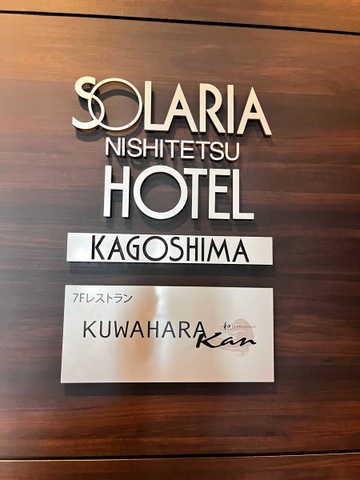 SOLARIA
NISHITETSU
HOTEL
KAGOSHIMA
7Fレストラン
KUWAHARA Kan